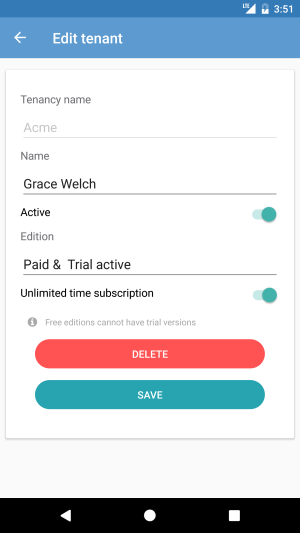 LTE 3:51
Edit tenant
Tenancy name
Acme
Name
Grace Welch
Active
Edition
Paid &  Trial active
Unlimited time subscription
Free editions cannot have trial versions
DELETE
SAVE